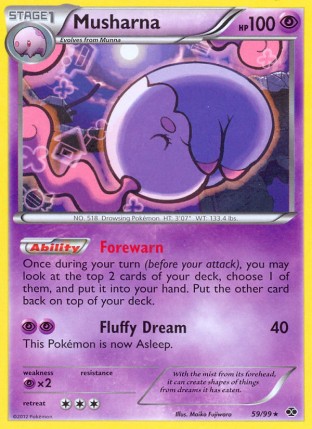 STAGE1 Musharna HP100
Evolves from Munna
NO. 518 Drowsing Pokémon HT: 3'07" WT: 133.4 lbs.
Ability Forewarn
Once during your turn (before your attack), you may
look at the top 2 cards of your deck, choose 1 of
them, and put it into your hand. Put the other card
back on top of your deck.
Fluffy Dream 40
This Pokémon is now Asleep.
weakness resistance
×2
retreat
With the mist from its forehead,
it can create shapes of things
from dreams it has eaten.
©2012 Pokémon
Illus. Maiko Fujiwara 59/99★